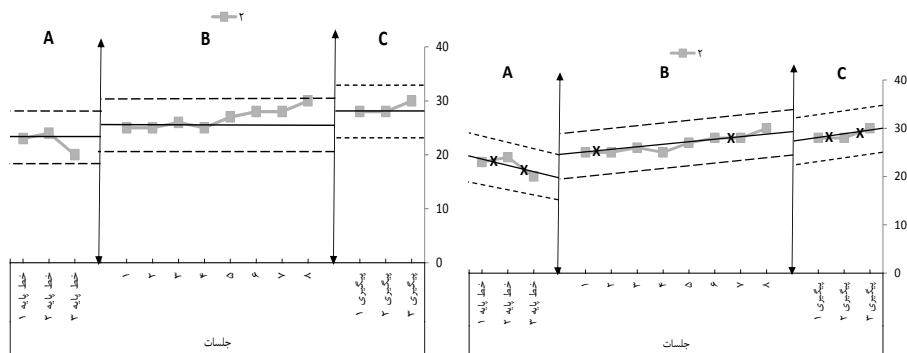 ۲
A
B
C
40
30
20
10
0
خط پایه ۱
خط پایه ۲
خط پایه ۳
۱
۲
۳
۴
۵
۶
۷
۸
پیگیری ۱
پیگیری ۲
پیگیری ۳
جلسات
۲
A
B
C
40
30
20
10
0
X
X
X
X
X
X
خط پایه ۱
خط پایه ۲
خط پایه ۳
۱
۲
۳
۴
۵
۶
۷
۸
پیگیری ۱
پیگیری ۲
پیگیری ۳
جلسات